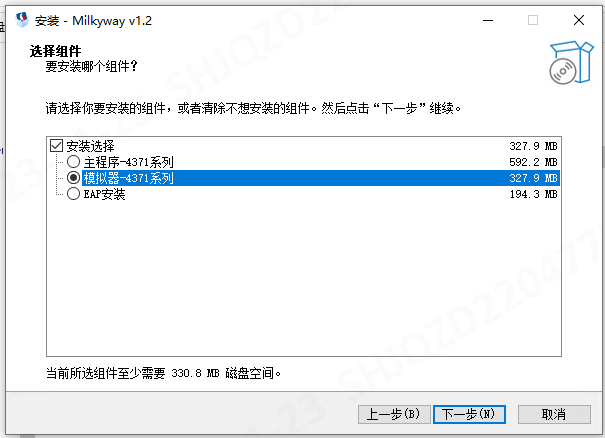 安装 - Milkyway v1.2
选择组件
要安装哪个组件？
请选择你要安装的组件，或者清除不想安装的组件。然后点击“下一步”继续。
安装选择 327.9 MB
主程序-4371系列 592.2 MB
模拟器-4371系列 327.9 MB
EAP安装 194.3 MB
当前所选组件至少需要 330.8 MB 磁盘空间。
上一步(B) 下一步(N) 取消